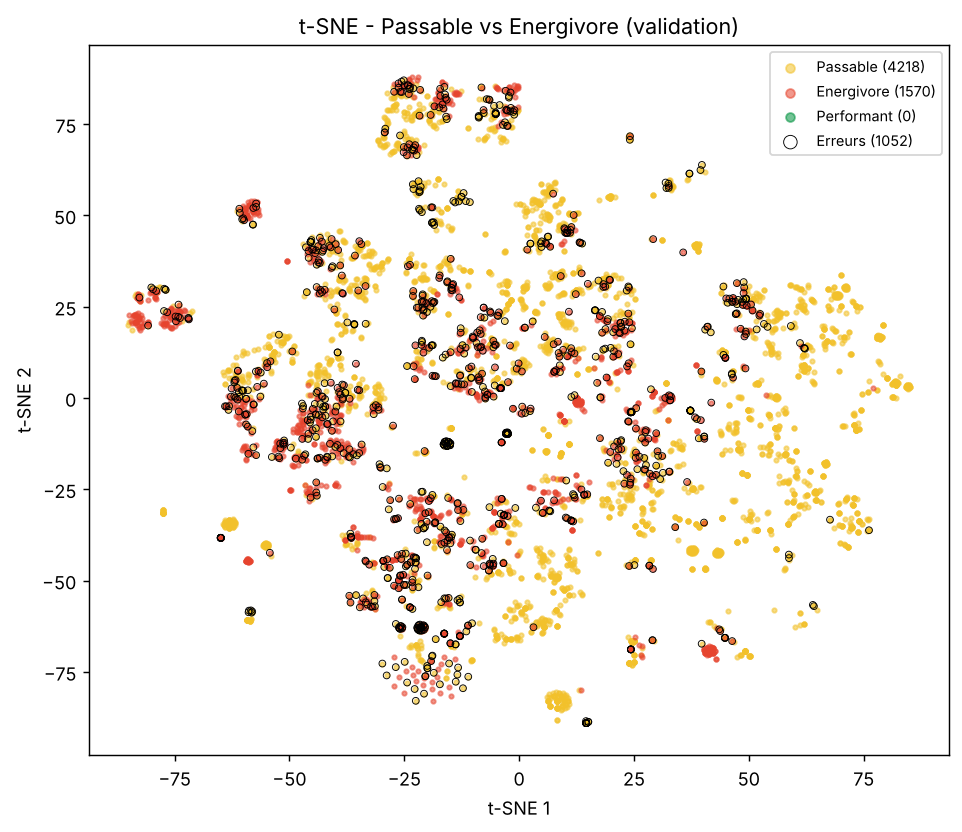 t-SNE - Passable vs Energivore (validation)
Passable (4218)
Energivore (1570)
Performant (0)
Erreurs (1052)
75
50
25
0
−25
−50
−75
t-SNE 2
−75 −50 −25 0 25 50 75
t-SNE 1